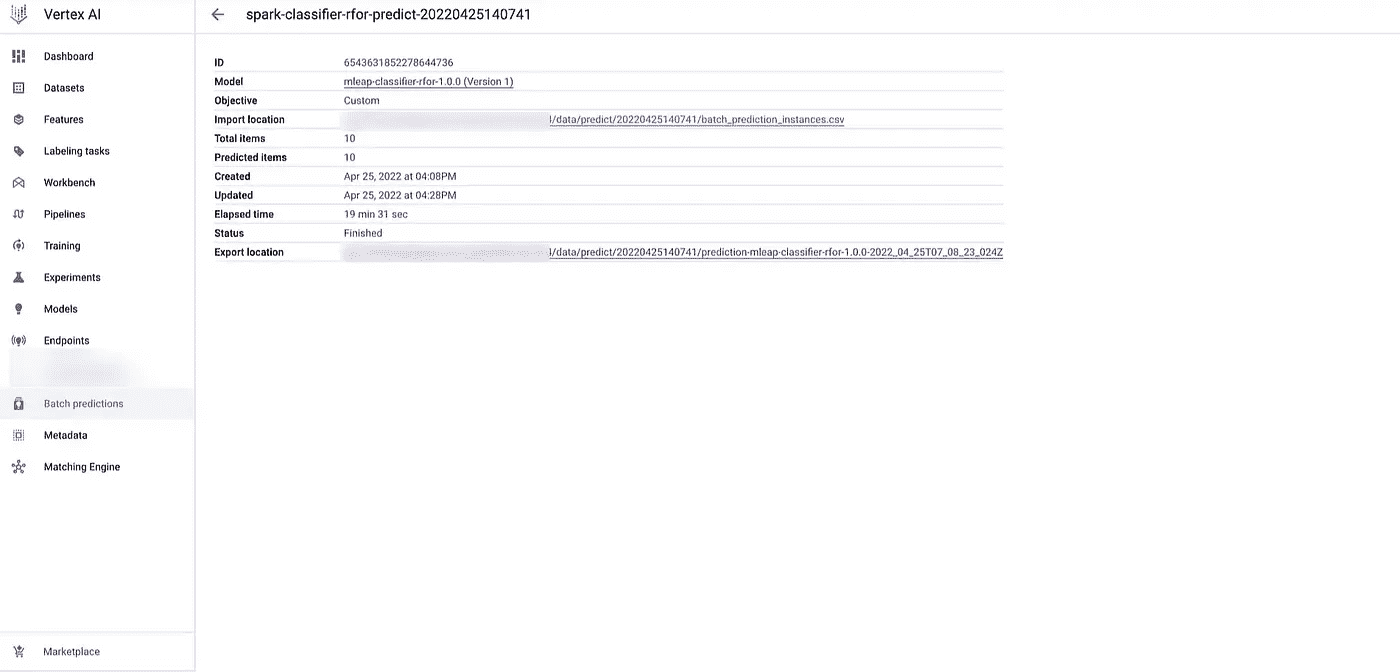 Vertex AI
spark-classifier-rfor-predict-20220425140741
Dashboard
Datasets
Features
Labeling tasks
Workbench
Pipelines
Training
Experiments
Models
Endpoints
Batch predictions
Metadata
Matching Engine
Marketplace
ID 6543631852278644736
Model mleap-classifier-rfor-1.0.0 (Version 1)
Objective Custom
Import location /data/predict/20220425140741/batch_prediction_instances.csv
Total items 10
Predicted items 10
Created Apr 25, 2022 at 04:08PM
Updated Apr 25, 2022 at 04:28PM
Elapsed time 19 min 31 sec
Status Finished
Export location /data/predict/20220425140741/prediction-mleap-classifier-rfor-1.0.0-2022_04_25T07_08_23_024Z